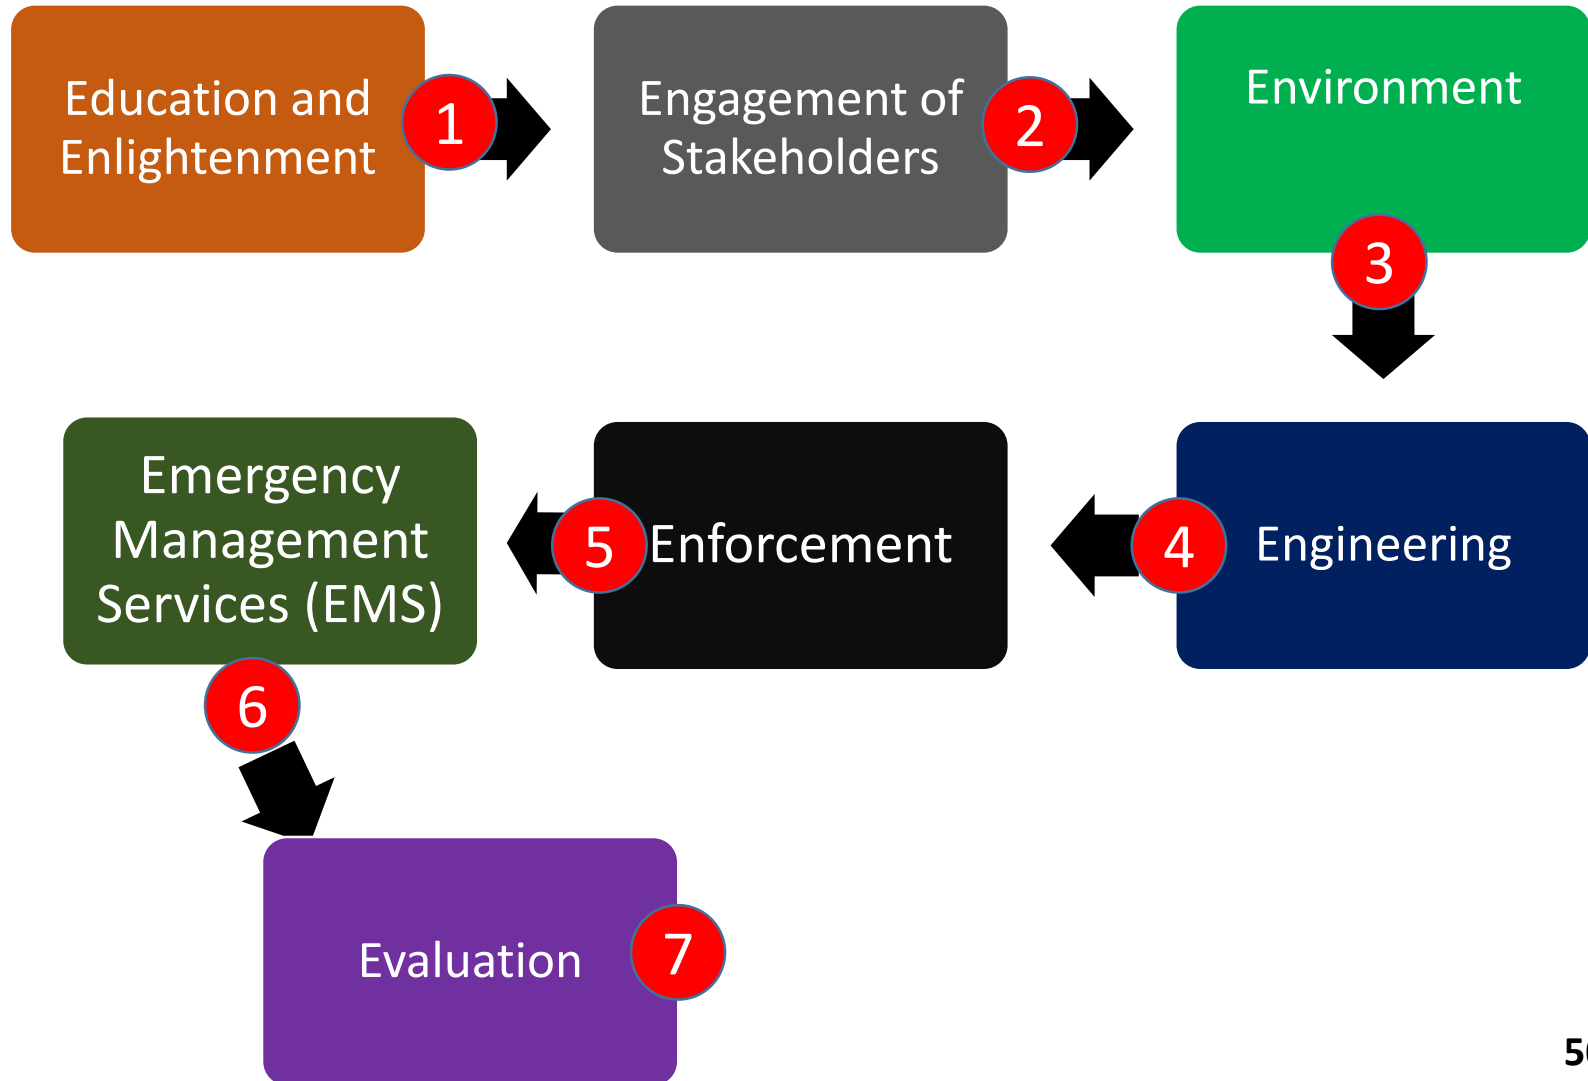 Education and
Enlightenment
1
Engagement of
Stakeholders
2
Environment
3
Engineering
4
Enforcement
5
Emergency
Management
Services (EMS)
6
Evaluation
7